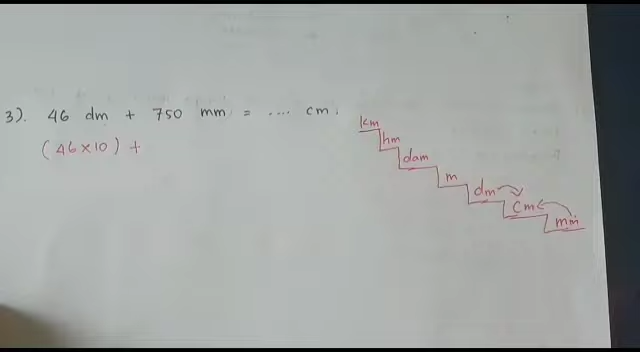 3). 46 dm + 750 mm = .... cm.
(46×10) +
km
hm
dam
m
dm
cm
mm